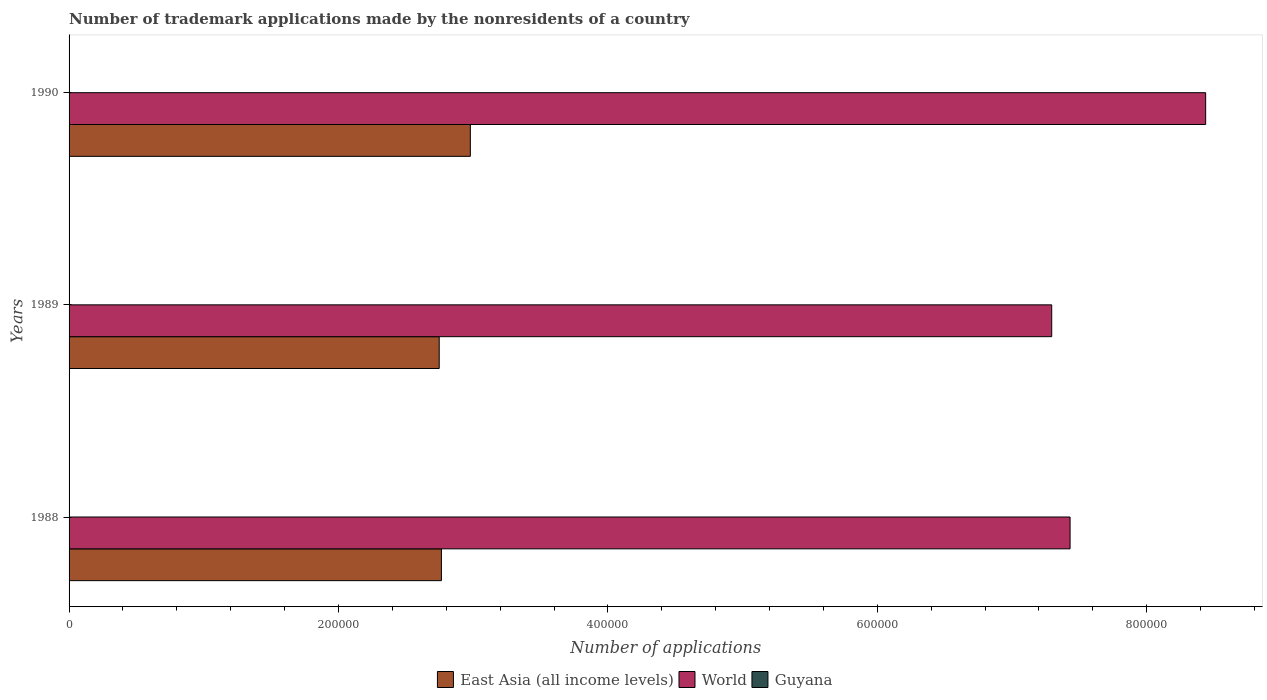 Number of trademark applications made by the nonresidents of a country
1990
1989
1988
Years
0
200000
400000
600000
800000
Number of applications
East Asia (all income levels)
World
Guyana